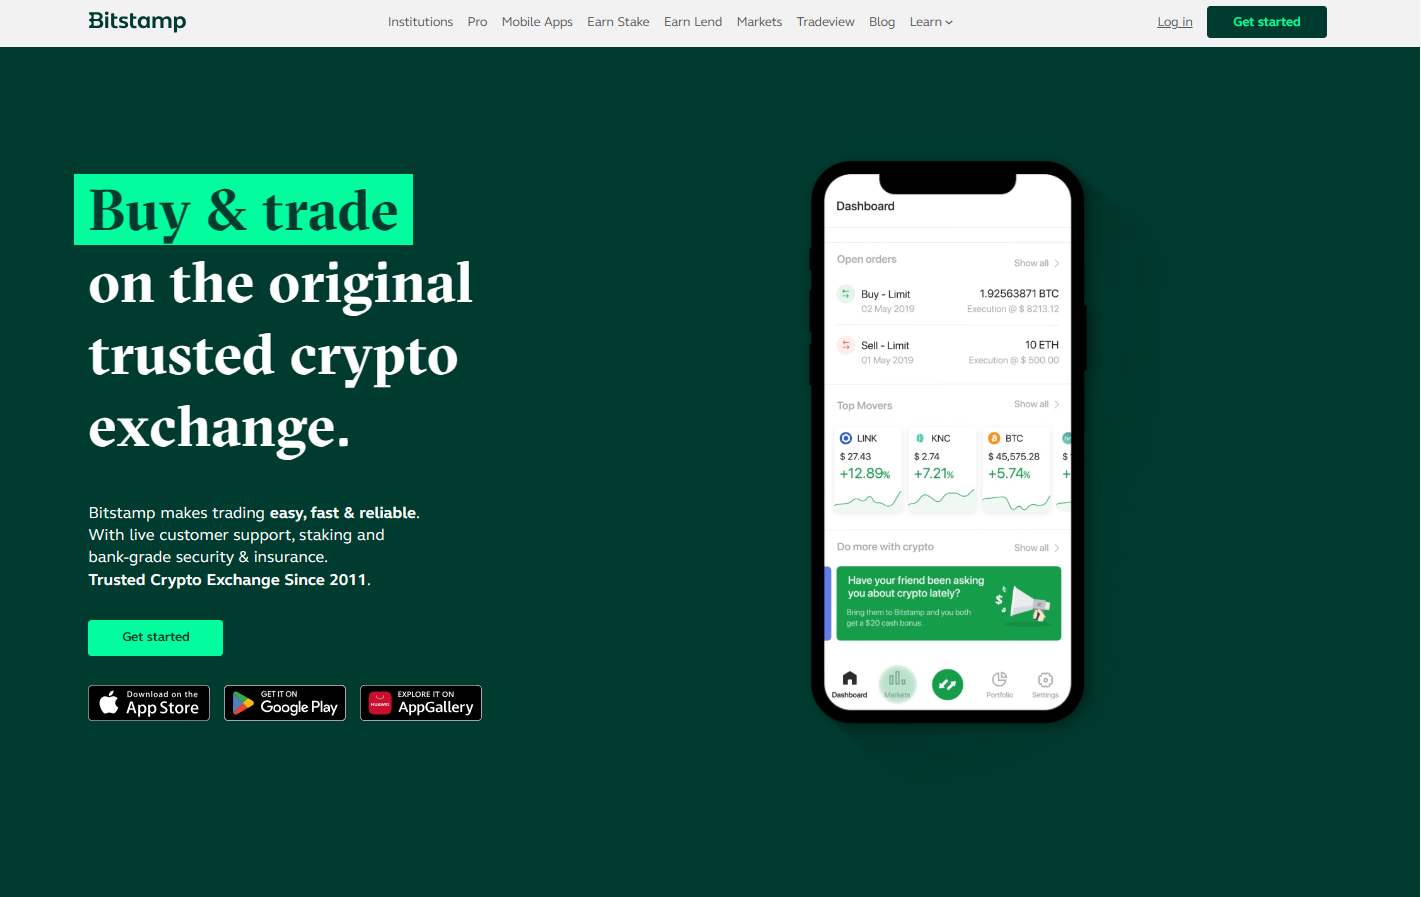 Bitstamp
Institutions Pro Mobile Apps Earn Stake Earn Lend Markets Tradeview Blog Learn
Log in
Get started
Buy & trade
on the original
trusted crypto
exchange.
Bitstamp makes trading easy, fast & reliable.
With live customer support, staking and
bank-grade security & insurance.
Trusted Crypto Exchange Since 2011.
Get started
Download on the
App Store
GET IT ON
Google Play
HUAWEI
EXPLORE IT ON
AppGallery
Dashboard
Open orders Show all
Buy - Limit 1.92563871 BTC
02 May 2019 Execution @ $ 8213.12
Sell - Limit 10 ETH
01 May 2019 Execution @ $ 500.00
Top Movers Show all
LINK KNC BTC
$ 27.43 $ 2.74 $ 45,575.28 $
+12.89% +7.21% +5.74% +
Do more with crypto Show all
Have your friend been asking
you about crypto lately?
Bring them to Bitstamp and you both
get a $20 cash bonus
Dashboard Markets Portfolio Settings